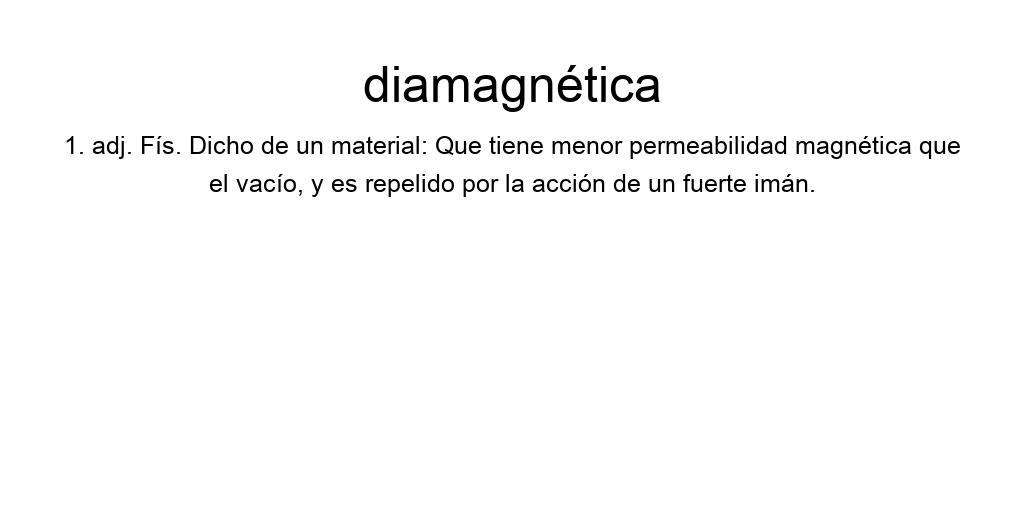 diamagnética
1. adj. Fís. Dicho de un material: Que tiene menor permeabilidad magnética que
el vacío, y es repelido por la acción de un fuerte imán.